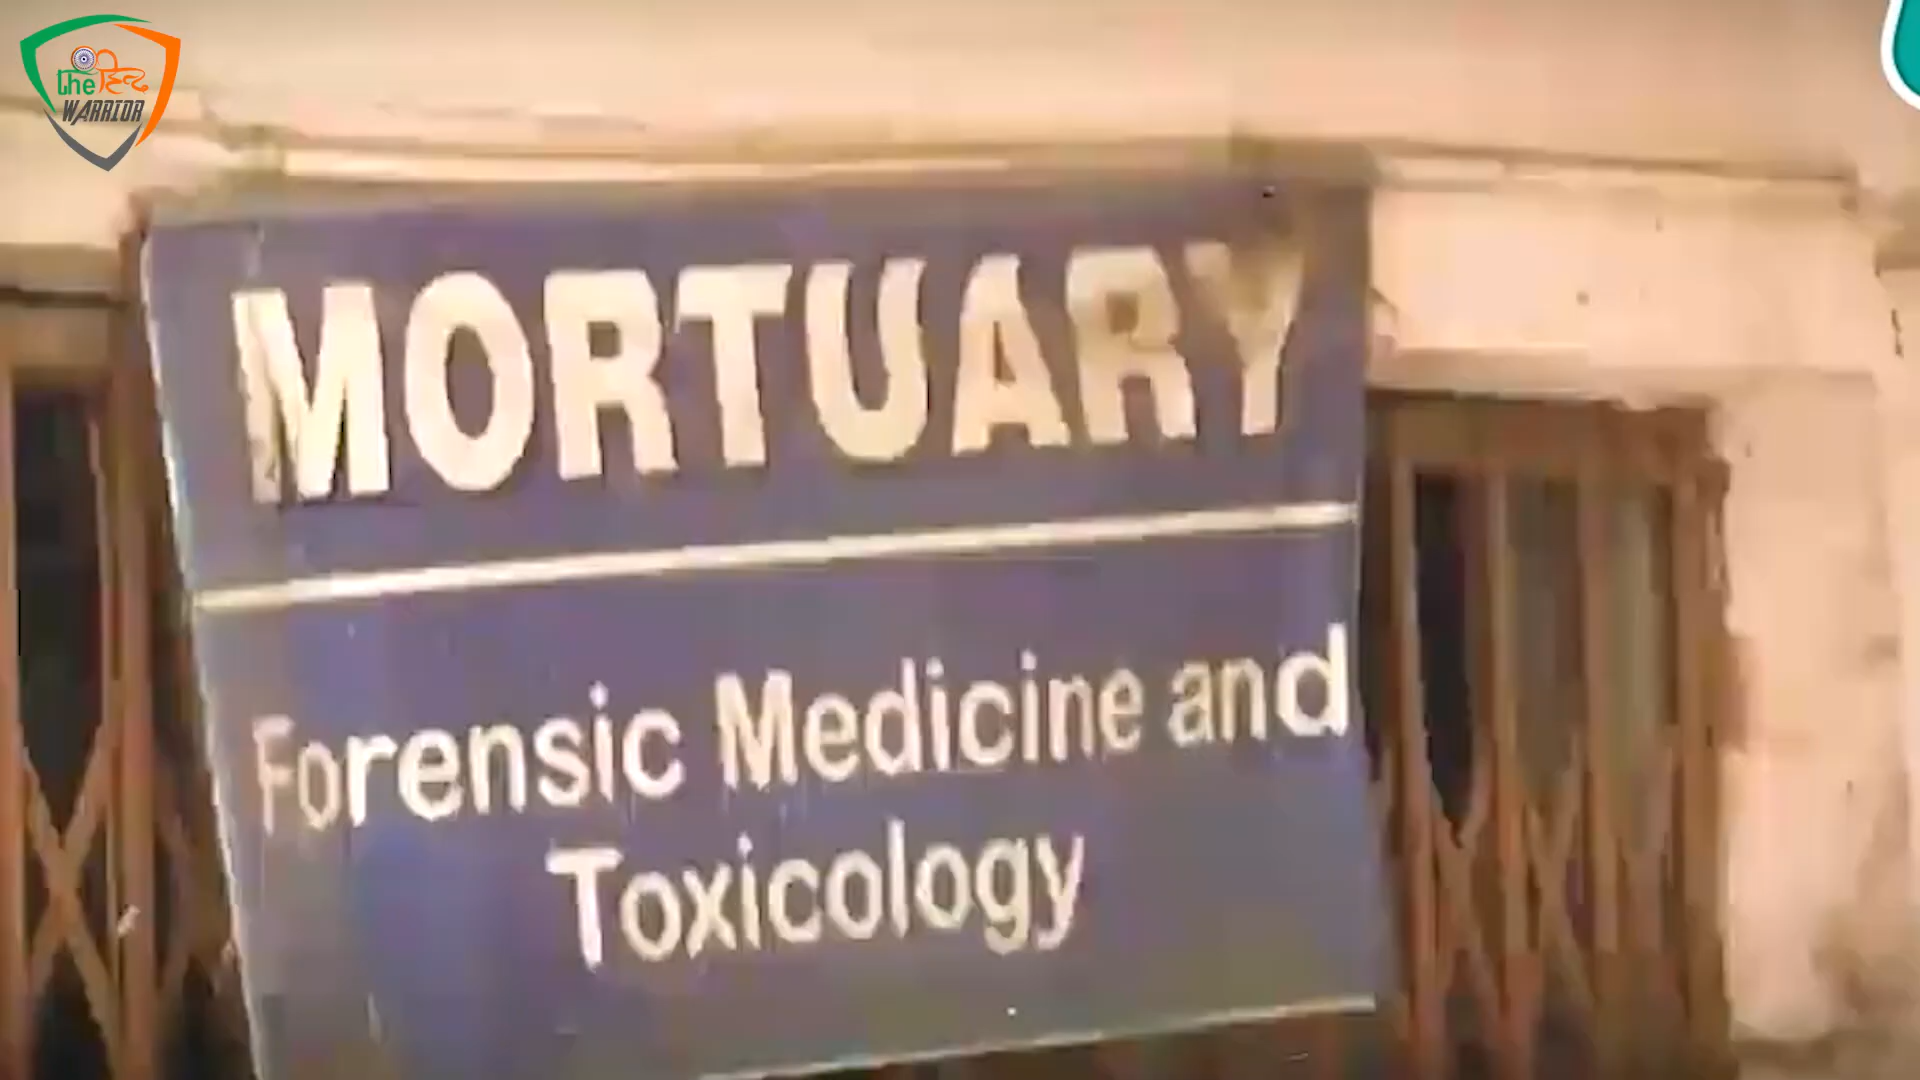 the हिन्द
WARRIOR
MORTUARY
Forensic Medicine and
Toxicology